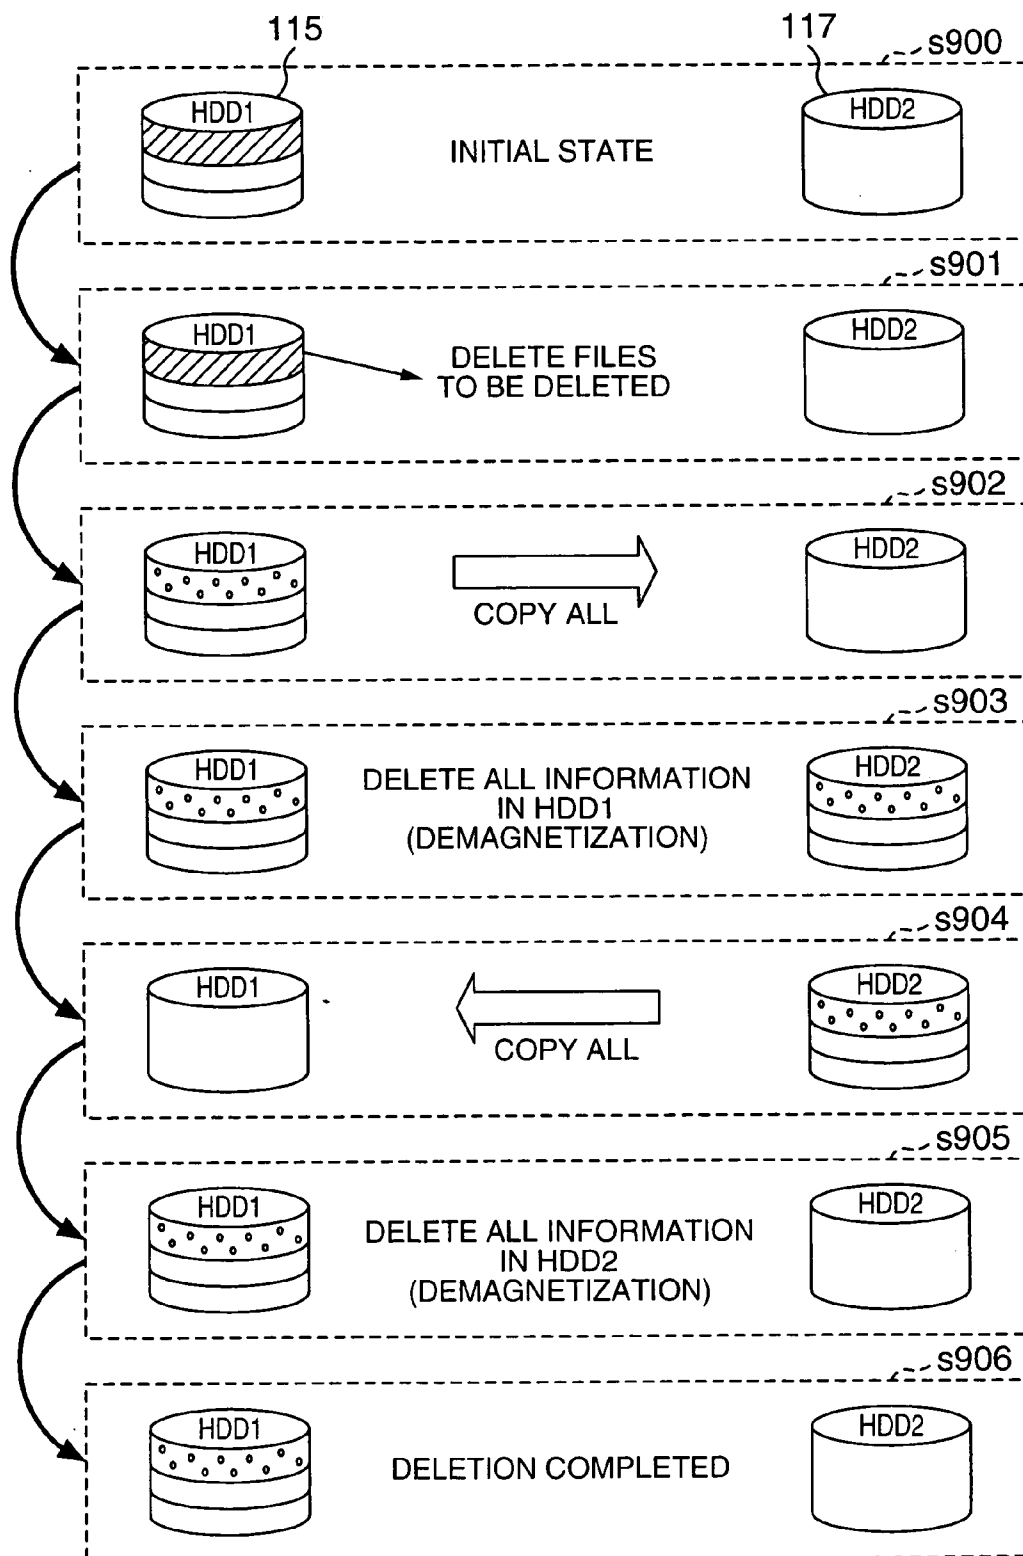 115
117
s900
HDD1
INITIAL STATE
HDD2
s901
HDD1
DELETE FILES
TO BE DELETED
HDD2
s902
HDD1
COPY ALL
HDD2
s903
HDD1
DELETE ALL INFORMATION
IN HDD1
(DEMAGNETIZATION)
HDD2
s904
HDD1
COPY ALL
HDD2
s905
HDD1
DELETE ALL INFORMATION
IN HDD2
(DEMAGNETIZATION)
HDD2
s906
HDD1
DELETION COMPLETED
HDD2